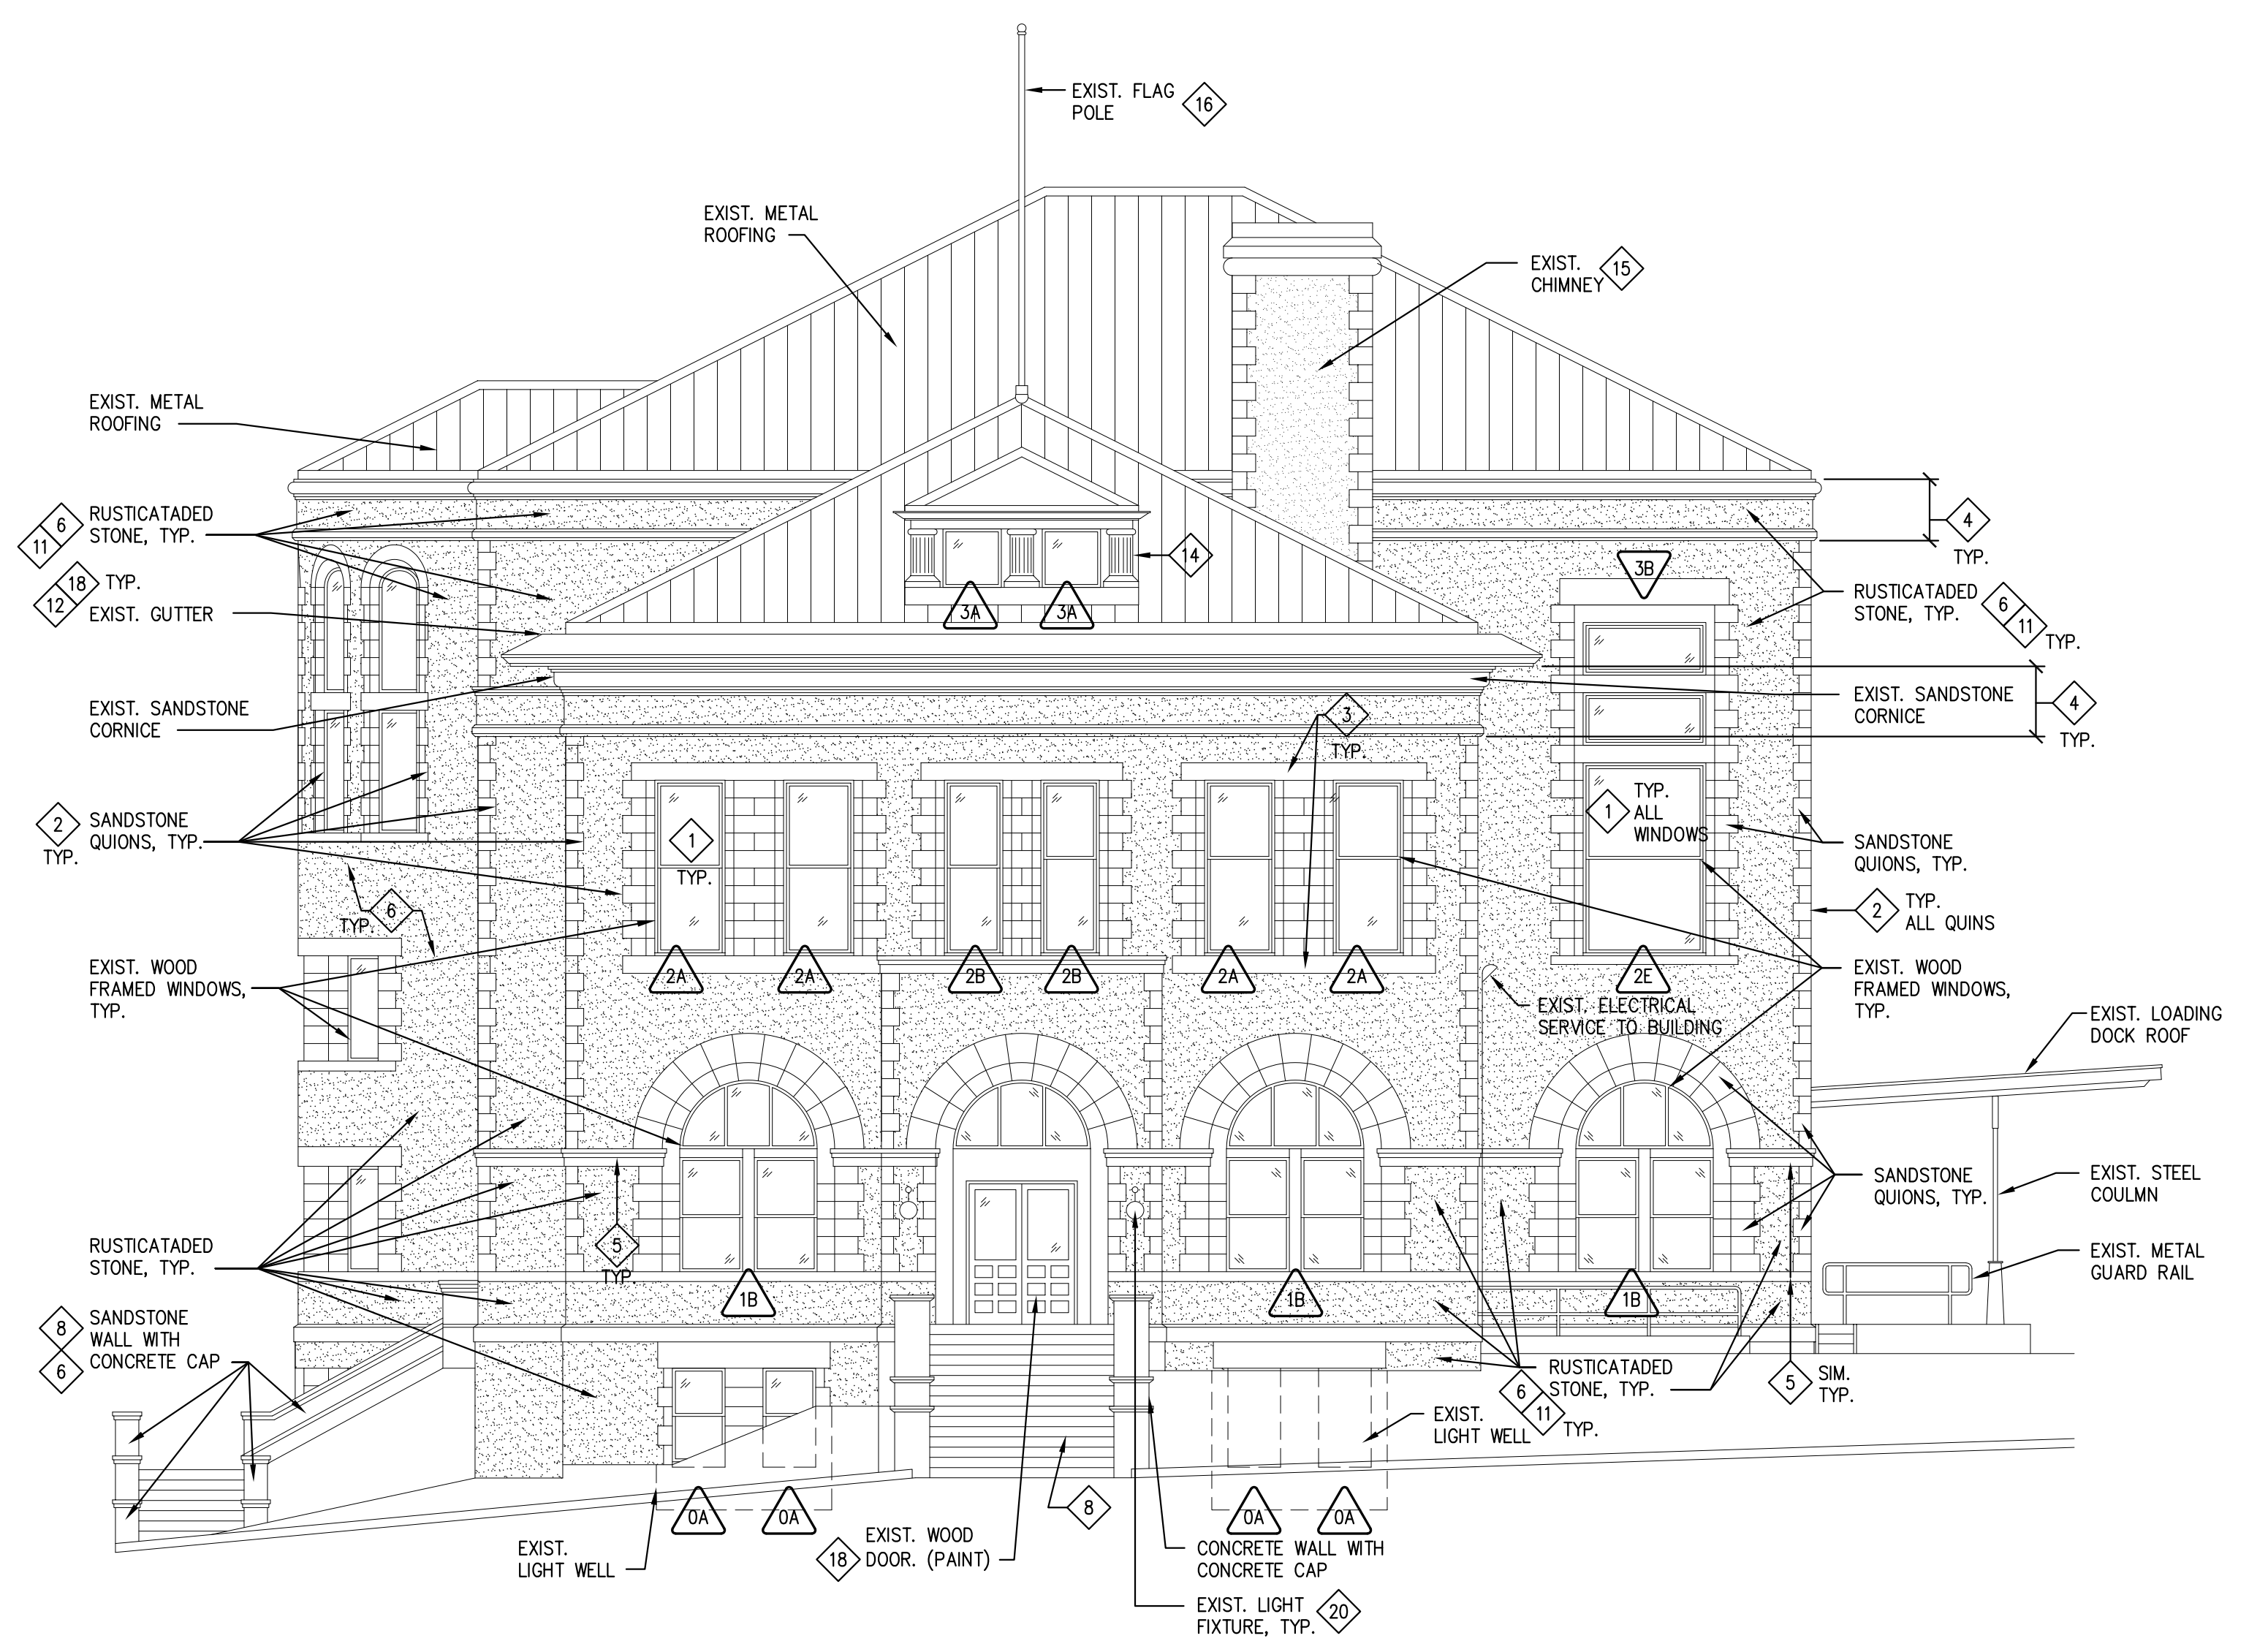 EXIST. FLAG
POLE
16
EXIST. METAL
ROOFING
EXIST.
CHIMNEY
15
EXIST. METAL
ROOFING
6
11
RUSTICATADED
STONE, TYP.
4
TYP.
14
18
12
TYP.
EXIST. GUTTER
3B
3A
3A
RUSTICATADED
STONE, TYP.
6
11
TYP.
EXIST. SANDSTONE
CORNICE
3
TYP.
EXIST. SANDSTONE
CORNICE
4
TYP.
2
TYP.
SANDSTONE
QUIONS, TYP.
1
TYP.
1
TYP.
ALL
WINDOWS
SANDSTONE
QUIONS, TYP.
6
TYP.
2
TYP.
ALL QUINS
EXIST. WOOD
FRAMED WINDOWS,
TYP.
2A
2A
2B
2B
2A
2A
2E
EXIST. WOOD
FRAMED WINDOWS,
TYP.
EXIST. ELECTRICAL
SERVICE TO BUILDING
EXIST. LOADING
DOCK ROOF
SANDSTONE
QUIONS, TYP.
EXIST. STEEL
COULMN
RUSTICATADED
STONE, TYP.
5
TYP.
EXIST. METAL
GUARD RAIL
1B
1B
1B
8
6
SANDSTONE
WALL WITH
CONCRETE CAP
RUSTICATADED
STONE, TYP.
6
11
TYP.
5
SIM.
TYP.
EXIST.
LIGHT WELL
0A
0A
8
0A
0A
EXIST.
LIGHT WELL
18
EXIST. WOOD
DOOR. (PAINT)
CONCRETE WALL WITH
CONCRETE CAP
EXIST. LIGHT
FIXTURE, TYP.
20